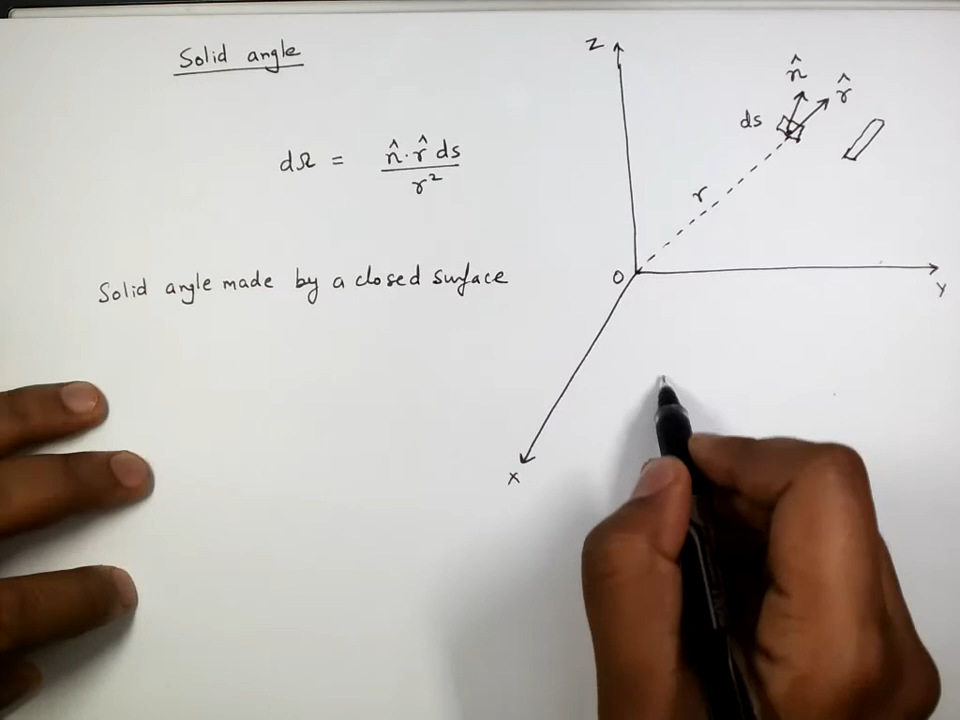 Solid angle
dΩ = n̂·r̂ ds / r²
Solid angle made by a closed surface
Z
n̂
r̂
ds
r
O
Y
X